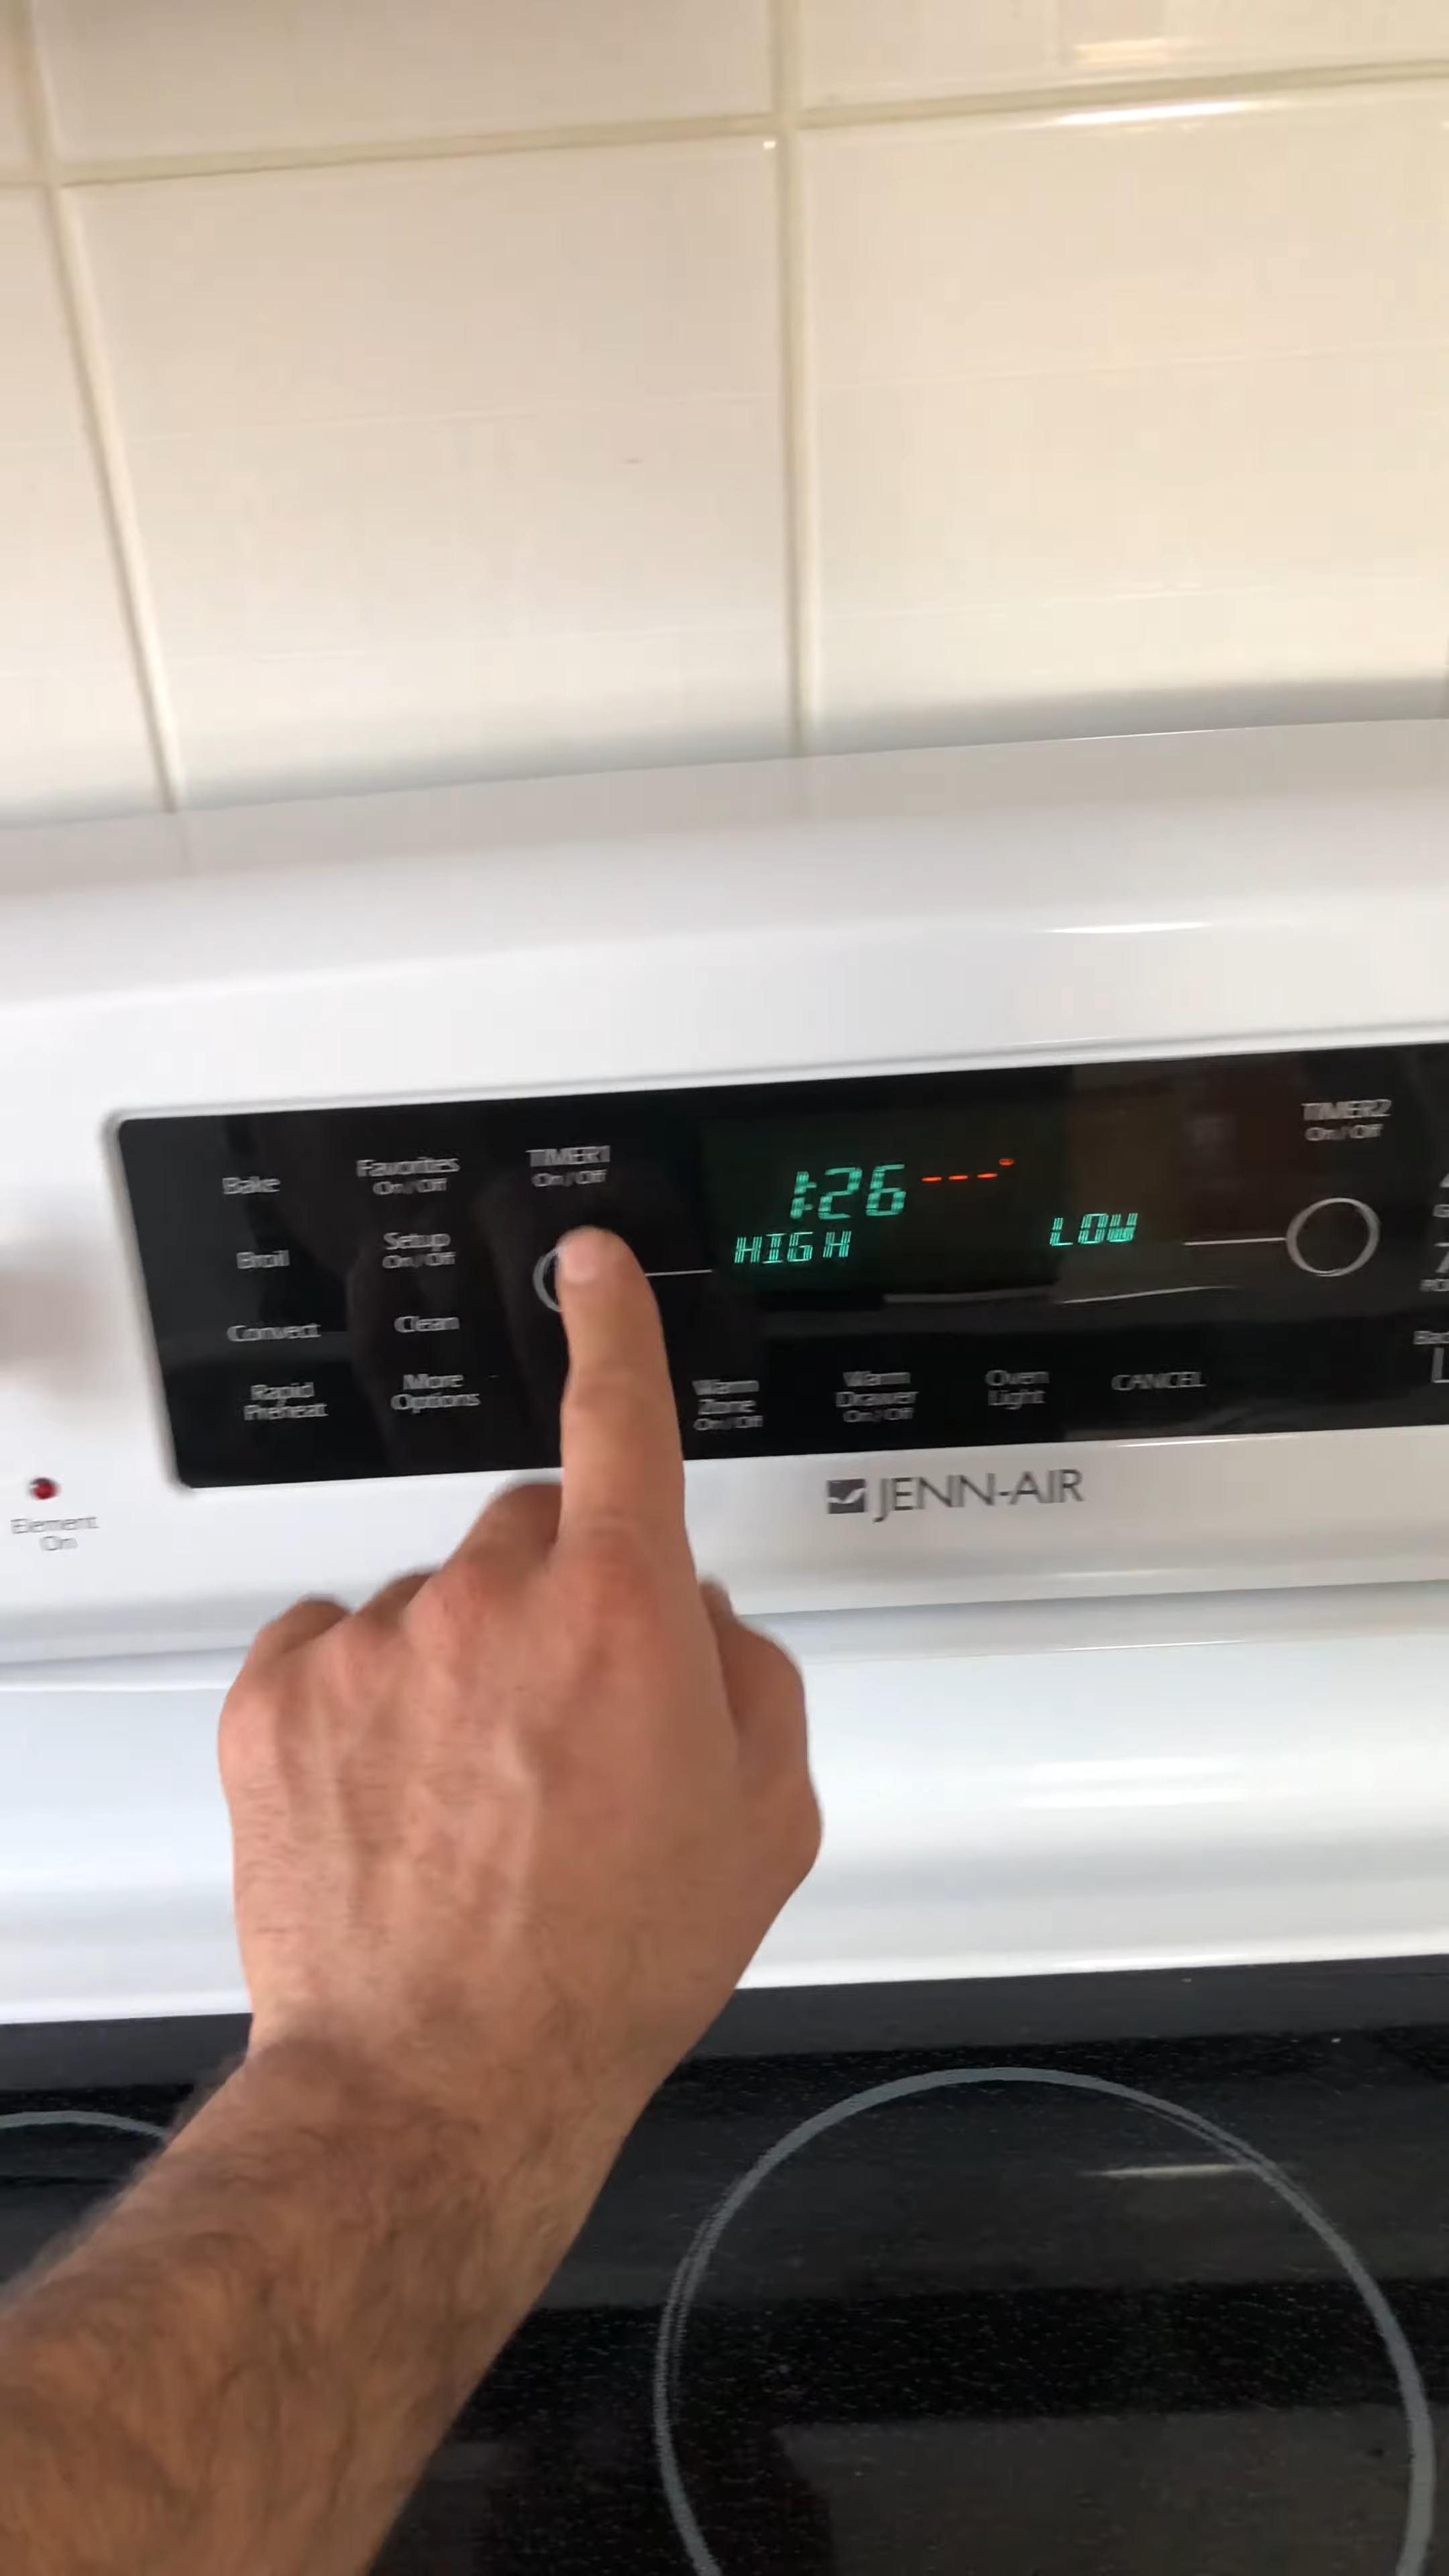 Bake
Broil
Convect
Rapid
Preheat
Favorites
On / Off
Setup
On / Off
Clean
More
Options
TIMER1
On / Off
1:26 ---°
HIGH
LOW
TIMER2
On / Off
Warm
Zone
On / Off
Warm
Drawer
On / Off
Oven
Light
CANCEL
JENN-AIR
Element
On